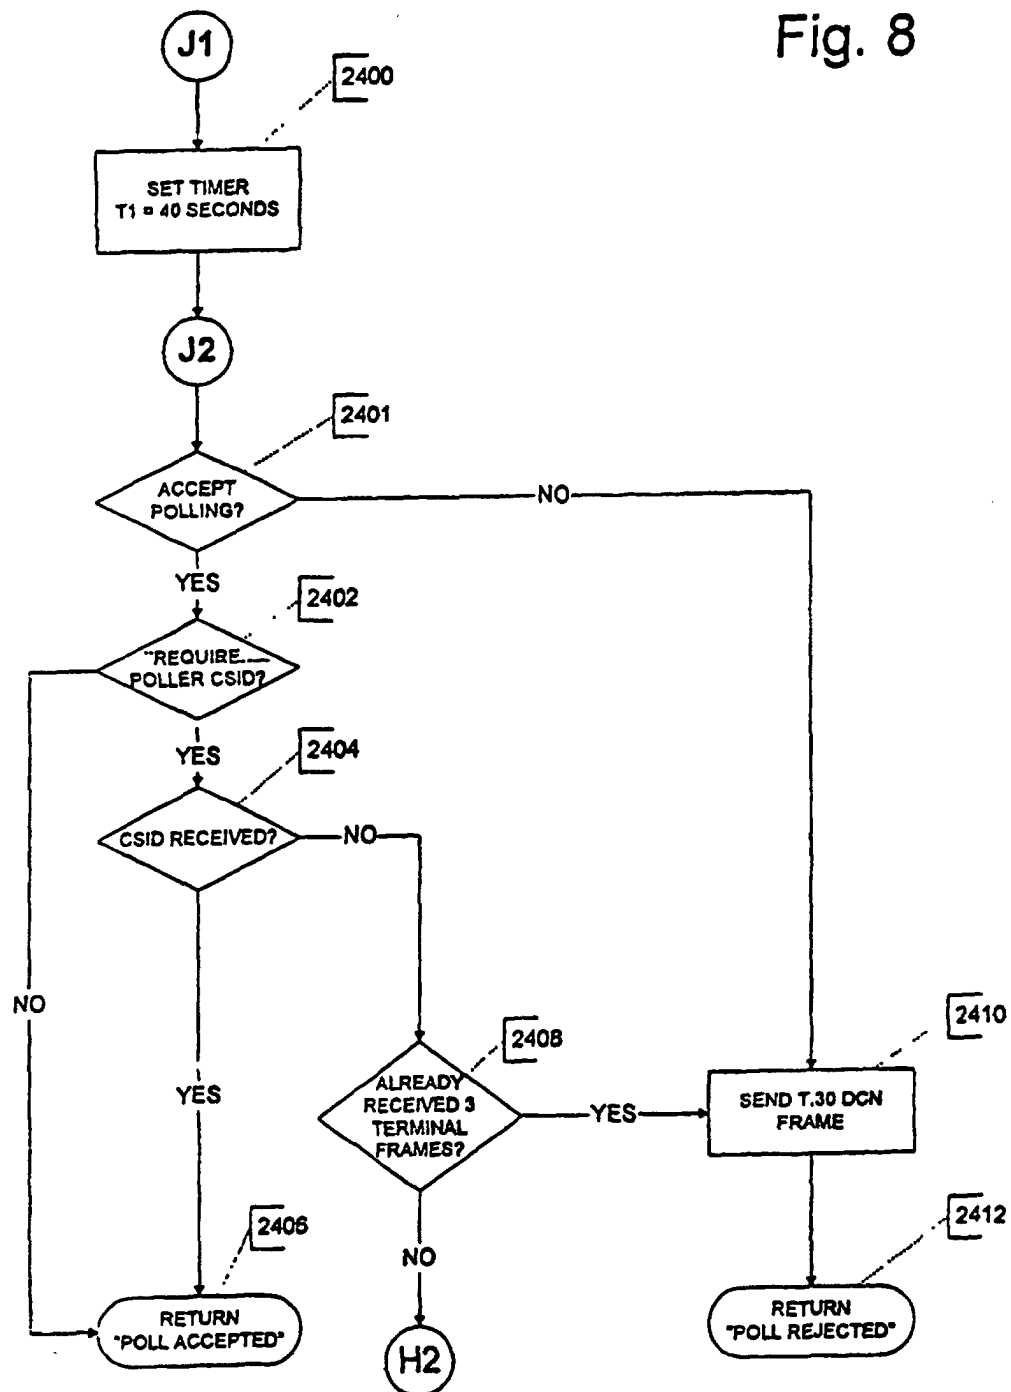 Fig. 8
J1
2400
SET TIMER
T1 = 40 SECONDS
J2
2401
ACCEPT
POLLING?
NO
YES
2402
REQUIRE
POLLER CSID?
YES
2404
CSID RECEIVED?
NO
NO
YES
2408
ALREADY
RECEIVED 3
TERMINAL
FRAMES?
YES
2410
SEND T.30 DCN
FRAME
2406
RETURN
"POLL ACCEPTED"
NO
H2
2412
RETURN
"POLL REJECTED"